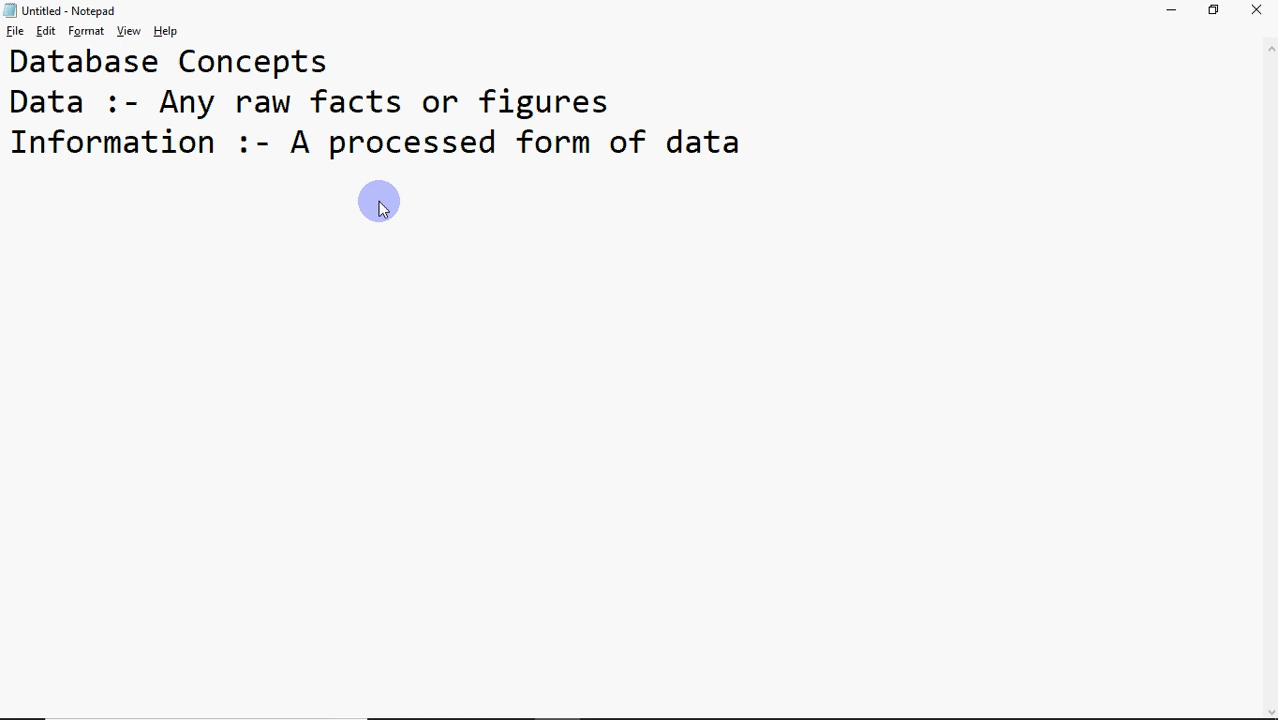 Untitled - Notepad
File Edit Format View Help
Database Concepts
Data :- Any raw facts or figures
Information :- A processed form of data